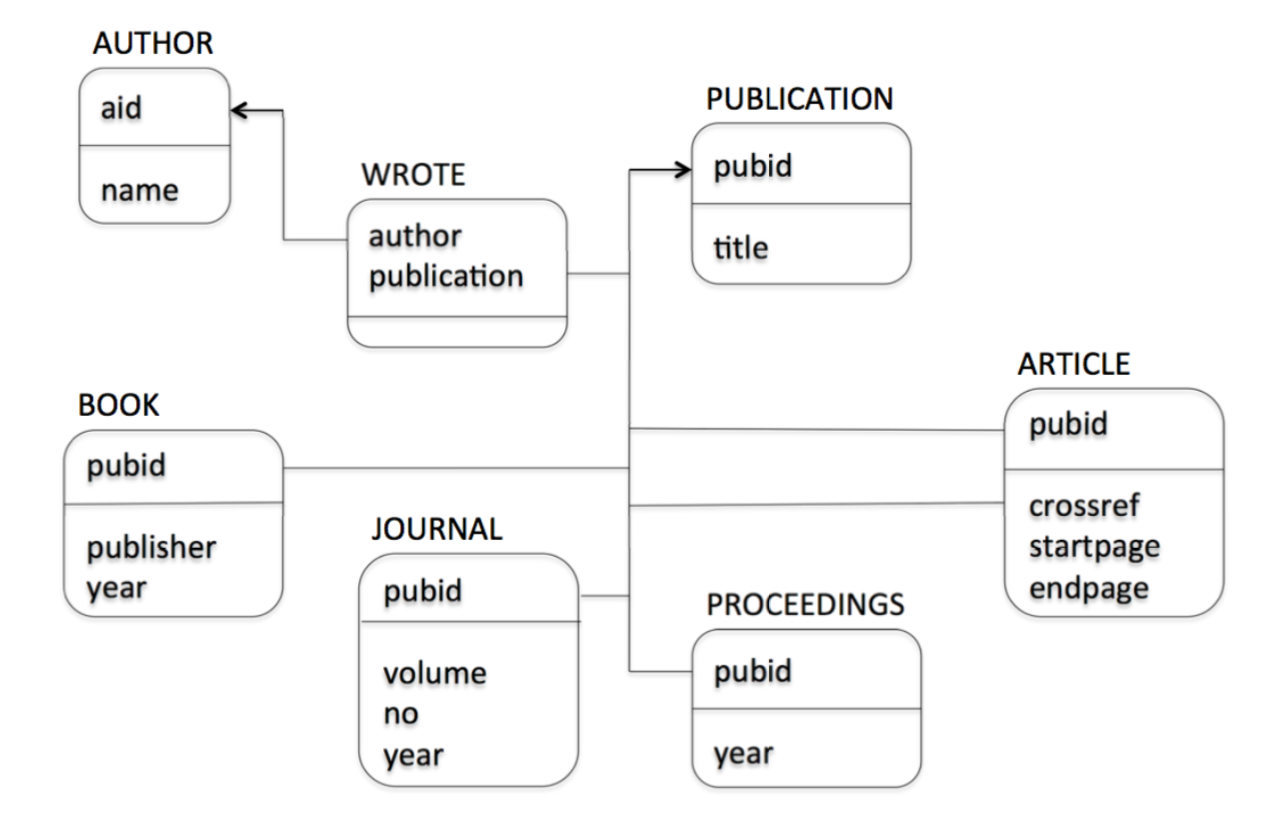 AUTHOR
aid
name
WROTE
author
publication
PUBLICATION
pubid
title
BOOK
pubid
publisher
year
JOURNAL
pubid
volume
no
year
PROCEEDINGS
pubid
year
ARTICLE
pubid
crossref
startpage
endpage